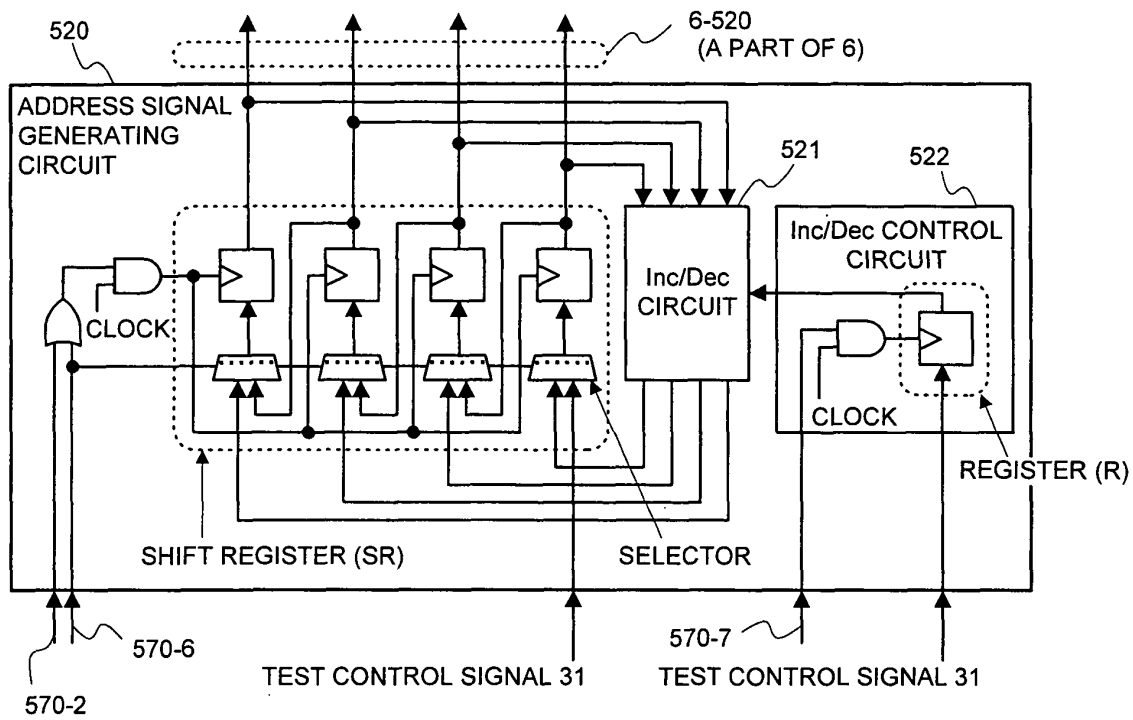 6-520
(A PART OF 6)
520
ADDRESS SIGNAL
GENERATING
CIRCUIT
521
522
Inc/Dec CONTROL
CIRCUIT
Inc/Dec
CIRCUIT
CLOCK
CLOCK
REGISTER (R)
SHIFT REGISTER (SR)
SELECTOR
570-6
570-7
TEST CONTROL SIGNAL 31
TEST CONTROL SIGNAL 31
570-2